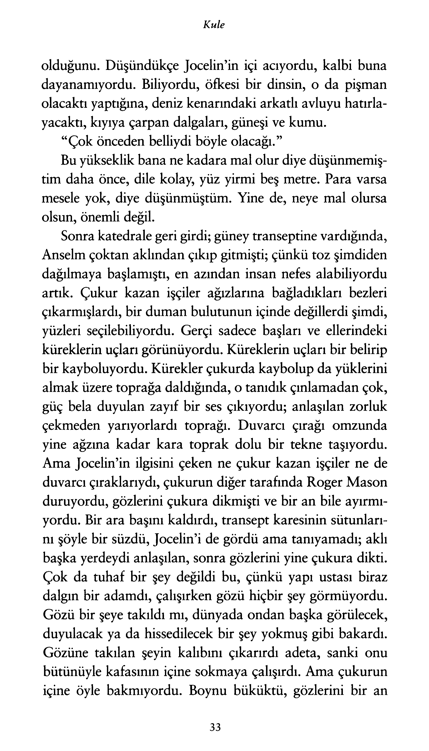 Kule
olduğunu. Düşündükçe Jocelin’in içi acıyordu, kalbi buna
dayanamıyordu. Biliyordu, öfkesi bir dinsin, o da pişman
olacaktı yaptığına, deniz kenarındaki arkatlı avluyu hatırla-
yacaktı, kıyıya çarpan dalgaları, güneşi ve kumu.
“Çok önceden belliydi böyle olacağı.”
Bu yükseklik bana ne kadara mal olur diye düşünmemiş-
tim daha önce, dile kolay, yüz yirmi beş metre. Para varsa
mesele yok, diye düşünmüştüm. Yine de, neye mal olursa
olsun, önemli değil.
Sonra katedrale geri girdi; güney transeptine vardığında,
Anselm çoktan aklından çıkıp gitmişti; çünkü toz şimdiden
dağılmaya başlamıştı, en azından insan nefes alabiliyordu
artık. Çukur kazan işçiler ağızlarına bağladıkları bezleri
çıkarmışlardı, bir duman bulutunun içinde değillerdi şimdi,
yüzleri seçilebiliyordu. Gerçi sadece başları ve ellerindeki
küreklerin uçları görünüyordu. Küreklerin uçları bir belirip
bir kayboluyordu. Kürekler çukurda kaybolup da yüklerini
almak üzere toprağa daldığında, o tanıdık çınlamadan çok,
güç bela duyulan zayıf bir ses çıkıyordu; anlaşılan zorluk
çekmeden yarıyorlardı toprağı. Duvarcı çırağı omzunda
yine ağzına kadar kara toprak dolu bir tekne taşıyordu.
Ama Jocelin’in ilgisini çeken ne çukur kazan işçiler ne de
duvarcı çıraklarıydı, çukurun diğer tarafında Roger Mason
duruyordu, gözlerini çukura dikmişti ve bir an bile ayırmı-
yordu. Bir ara başını kaldırdı, transept karesinin sütunları-
nı şöyle bir süzdü, Jocelin’i de gördü ama tanıyamadı; aklı
başka yerdeydi anlaşılan, sonra gözlerini yine çukura dikti.
Çok da tuhaf bir şey değildi bu, çünkü yapı ustası biraz
dalgın bir adamdı, çalışırken gözü hiçbir şey görmüyordu.
Gözü bir şeye takıldı mı, dünyada ondan başka görülecek,
duyulacak ya da hissedilecek bir şey yokmuş gibi bakardı.
Gözüne takılan şeyin kalıbını çıkarırdı adeta, sanki onu
bütünüyle kafasının içine sokmaya çalışırdı. Ama çukurun
içine öyle bakmıyordu. Boynu büküktü, gözlerini bir an
33